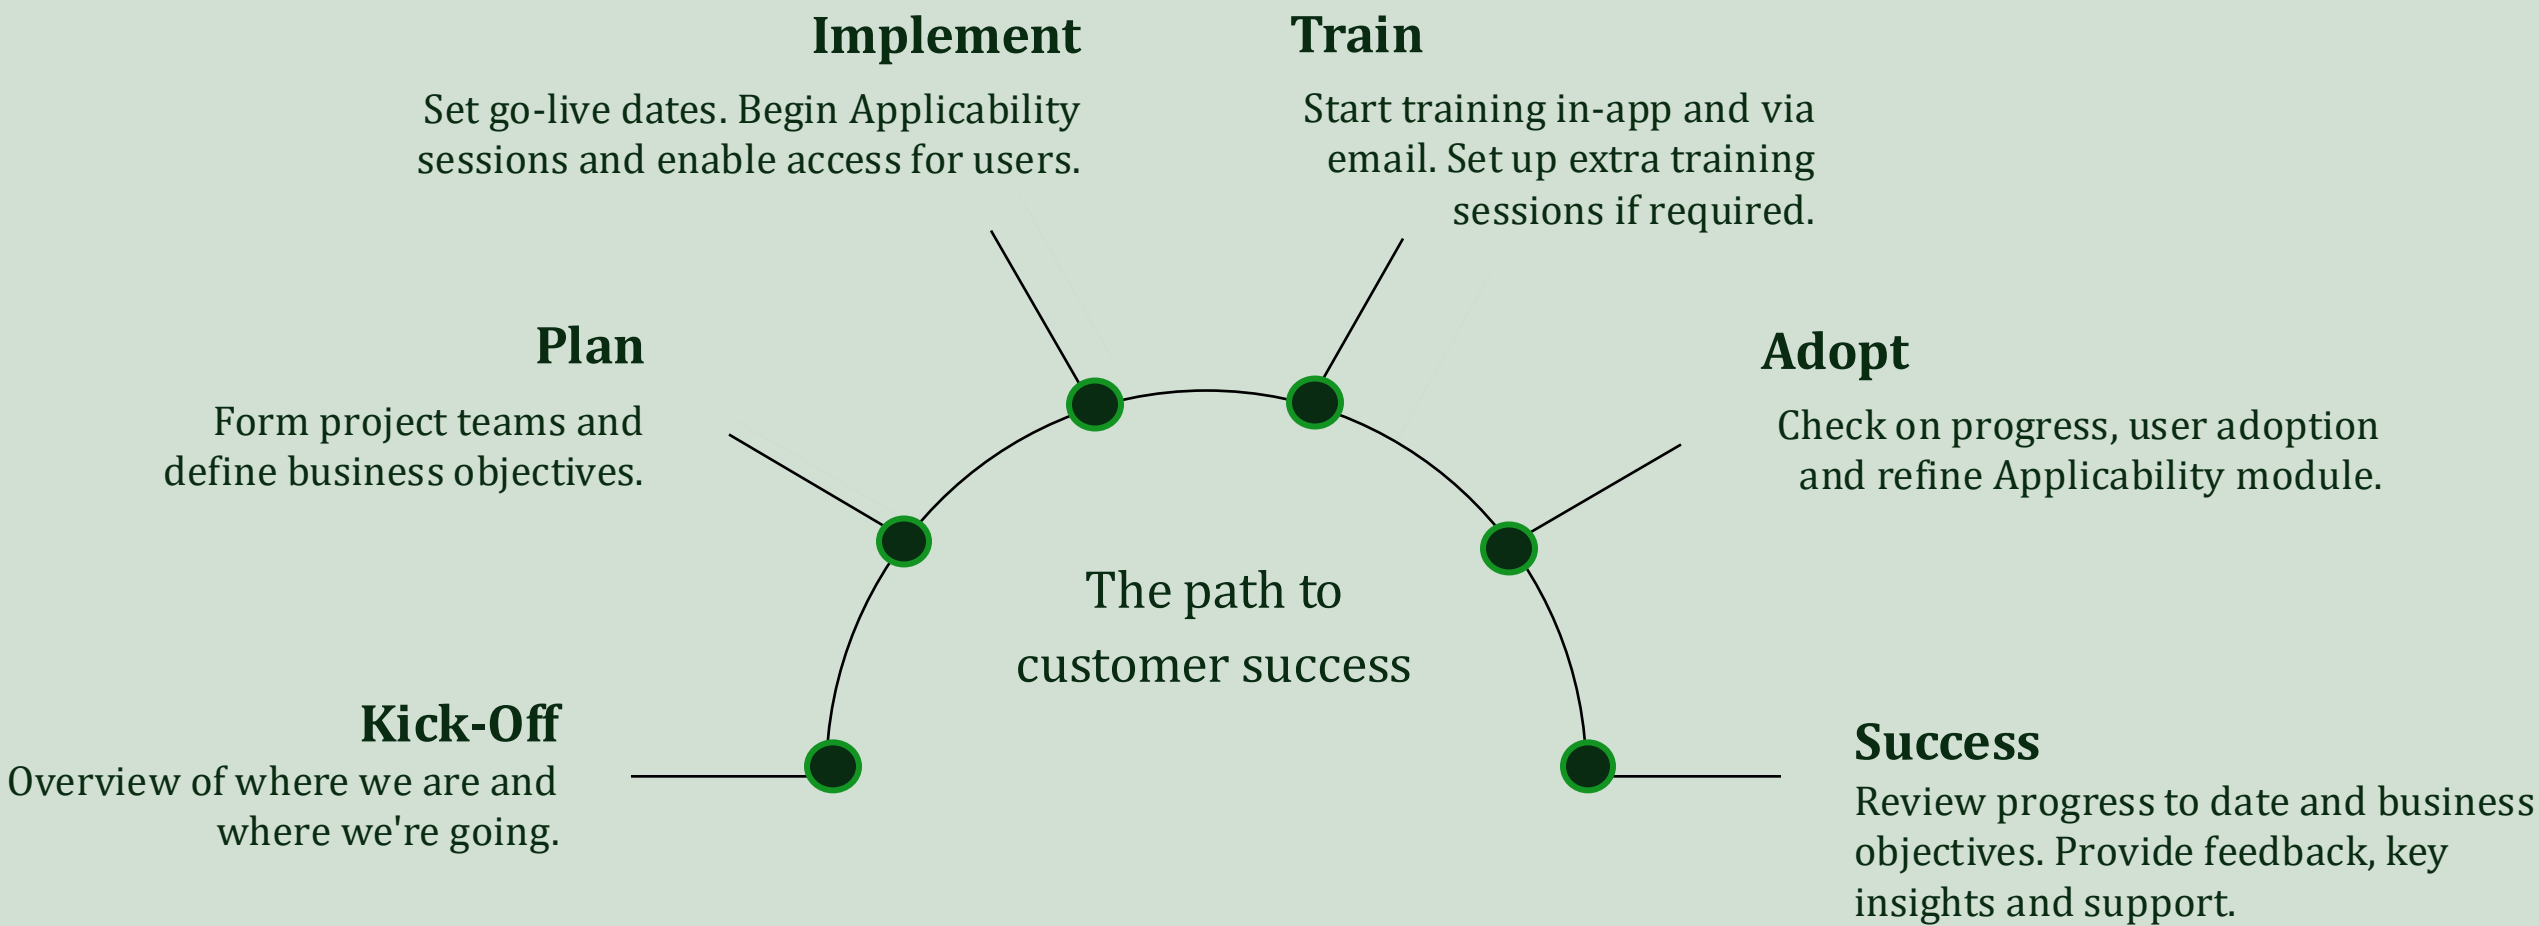 Implement
Set go-live dates. Begin Applicability
sessions and enable access for users.
Train
Start training in-app and via
email. Set up extra training
sessions if required.
Plan
Form project teams and
define business objectives.
Adopt
Check on progress, user adoption
and refine Applicability module.
The path to
customer success
Kick-Off
Overview of where we are and
where we're going.
Success
Review progress to date and business
objectives. Provide feedback, key
insights and support.